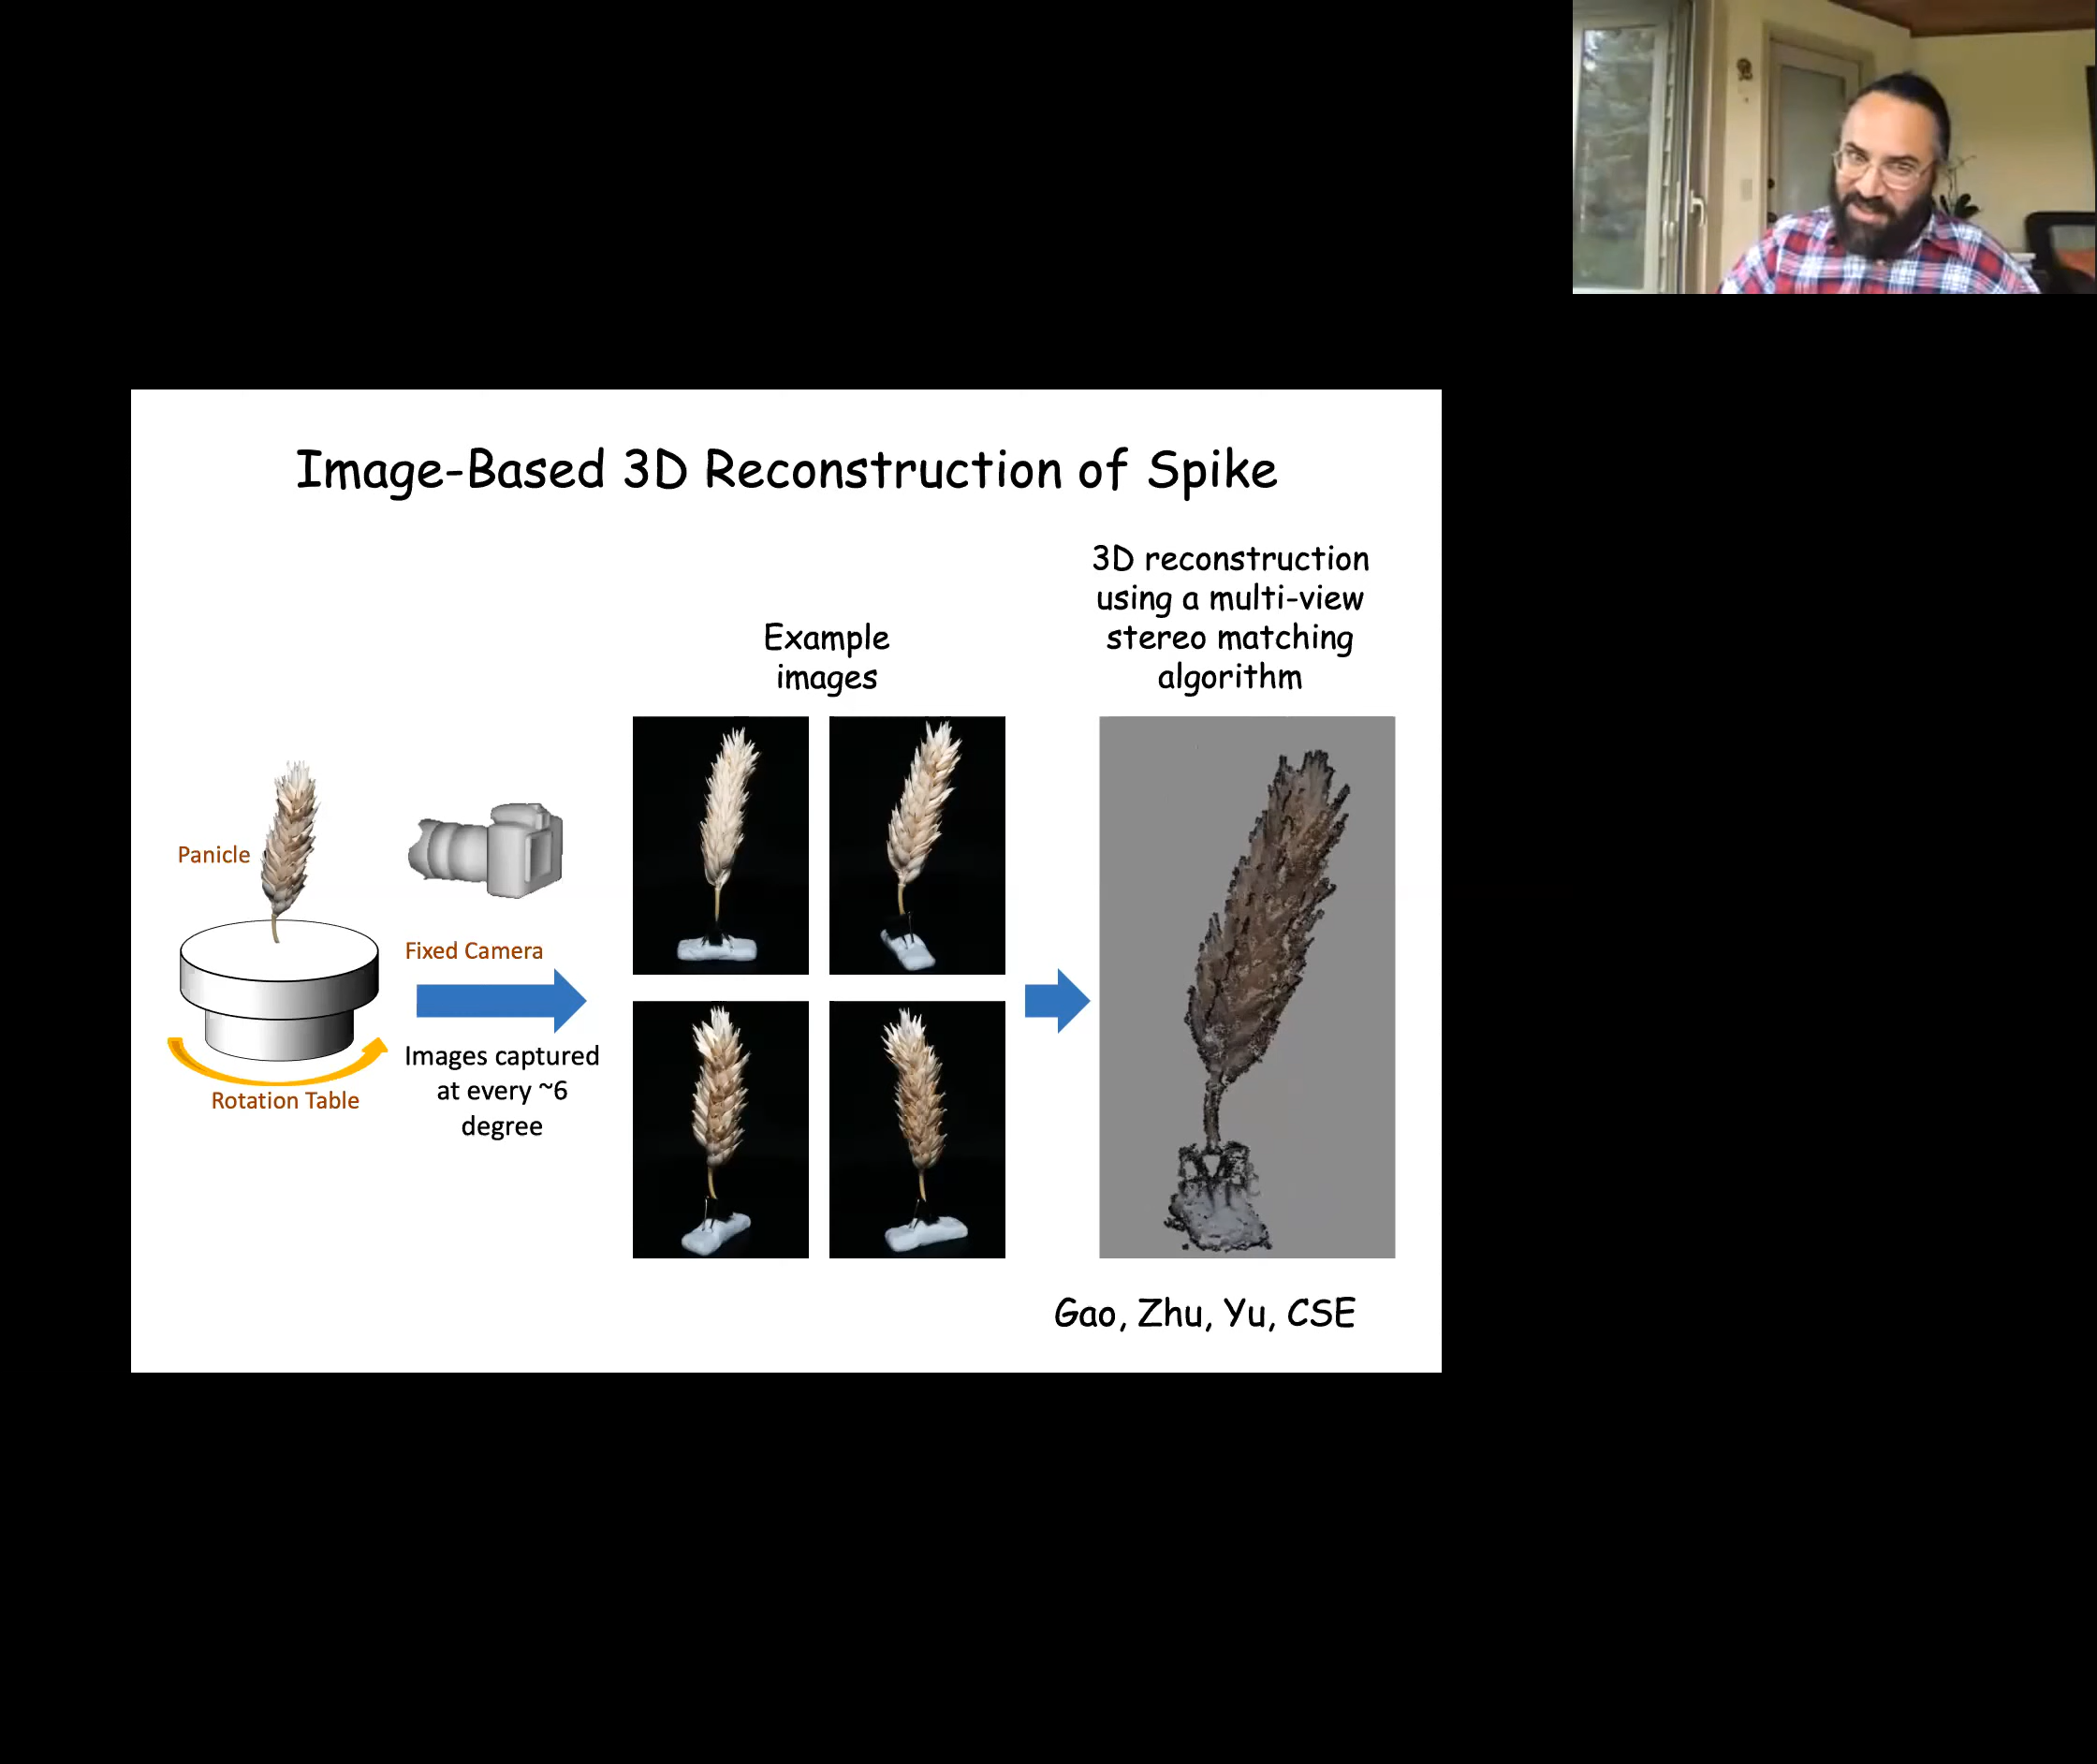 Image-Based 3D Reconstruction of Spike
3D reconstruction
using a multi-view
stereo matching
algorithm
Example
images
Panicle
Fixed Camera
Images captured
at every ~6
degree
Rotation Table
Gao, Zhu, Yu, CSE